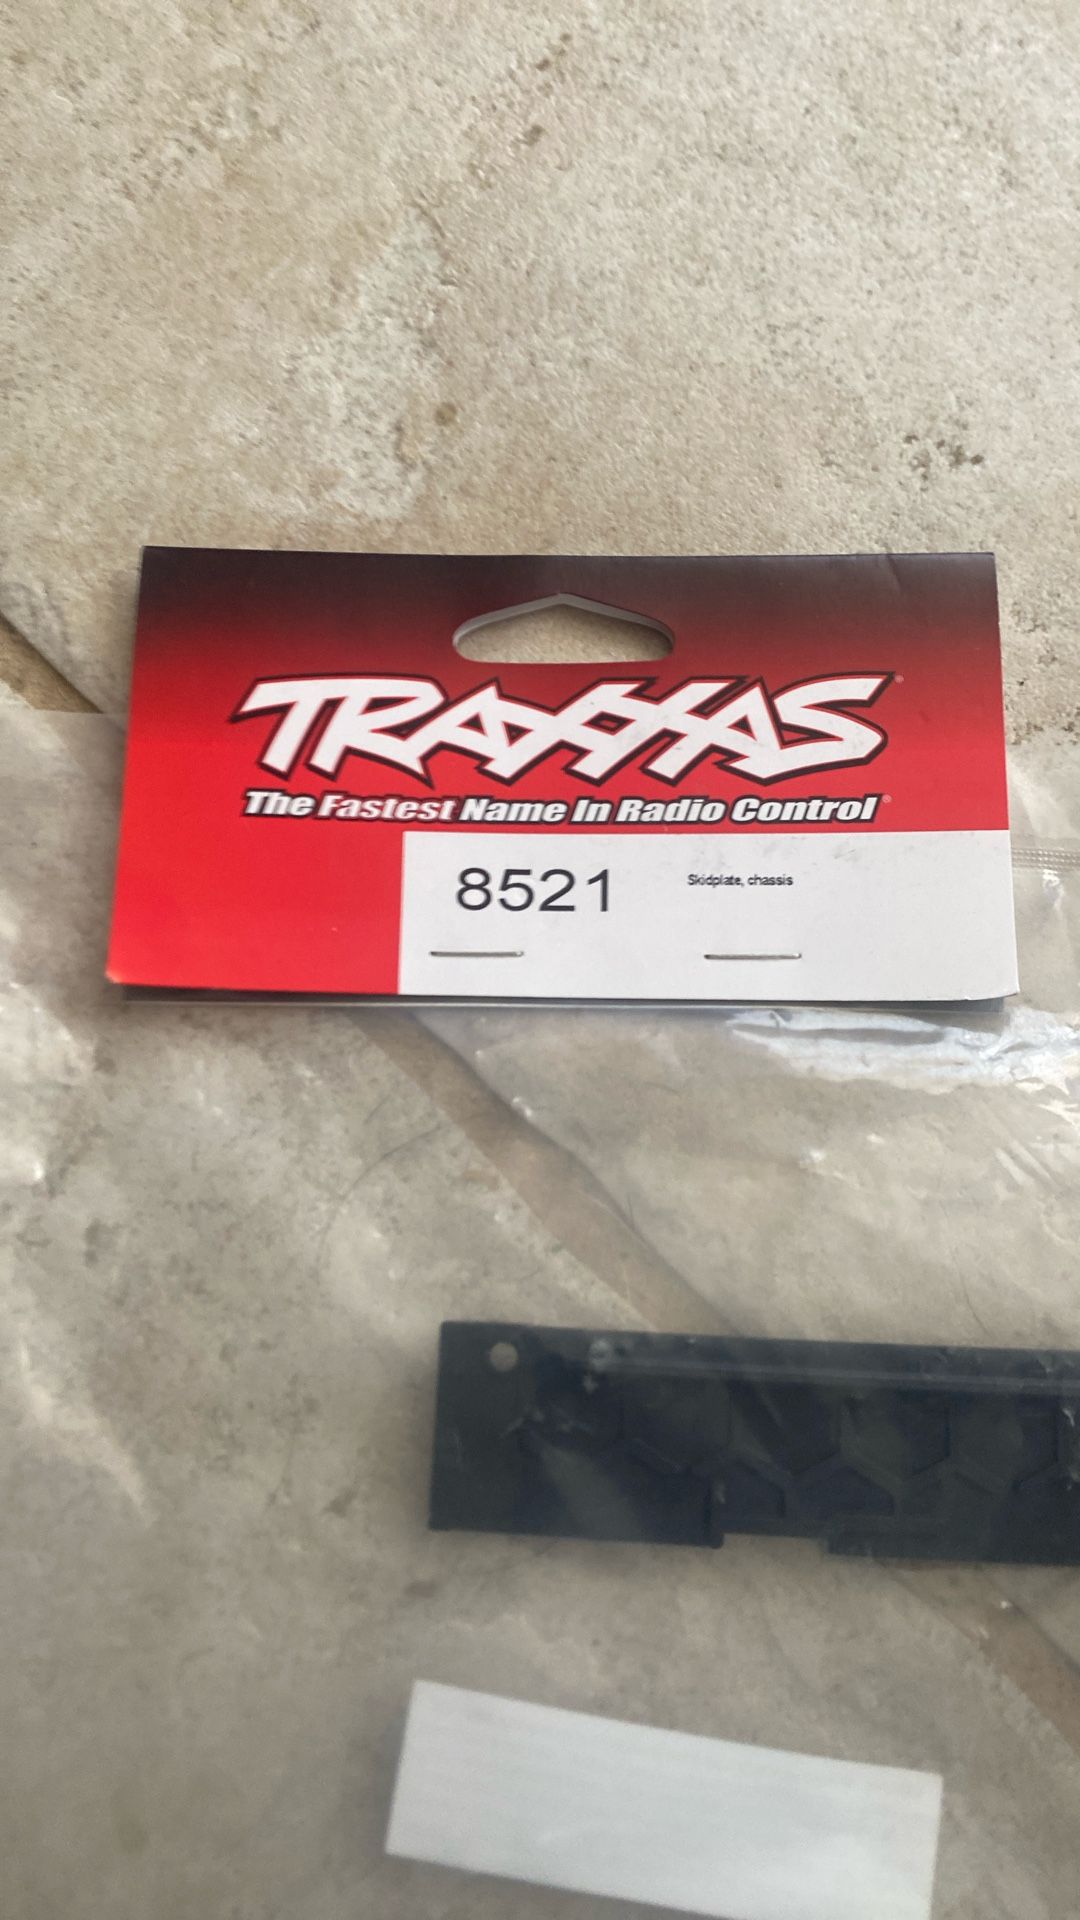 TRAXXAS®
The Fastest Name In Radio Control®
8521
Skidplate, chassis